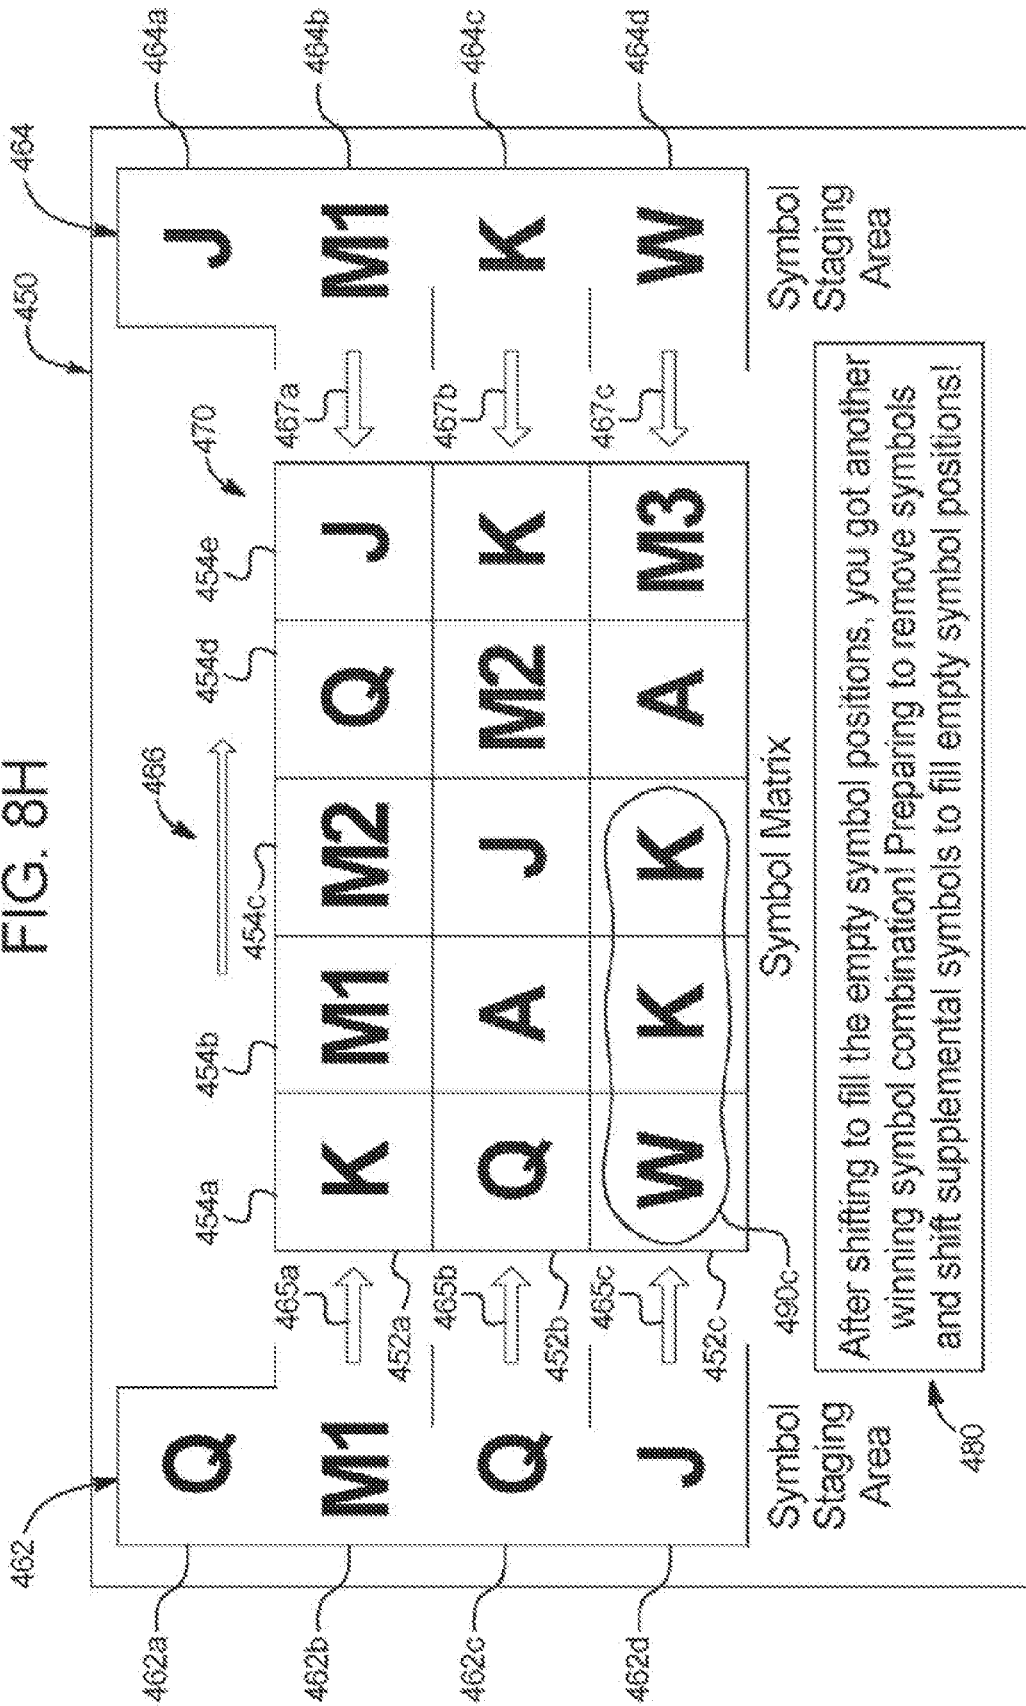 FIG. 8H
450
462
466
470
464
454a 454b 454c 454d 454e
462a Q J 464a
462b M1 465a K M1 M2 Q J 467a M1 464b
452a
462c Q 465b Q A J M2 K 467b K 464c
452b
462d J 465c W K K A M3 467c W 464d
452c
490c
Symbol
Staging
Area
Symbol Matrix
Symbol
Staging
Area
480
After shifting to fill the empty symbol positions, you got another
winning symbol combination! Preparing to remove symbols
and shift supplemental symbols to fill empty symbol positions!